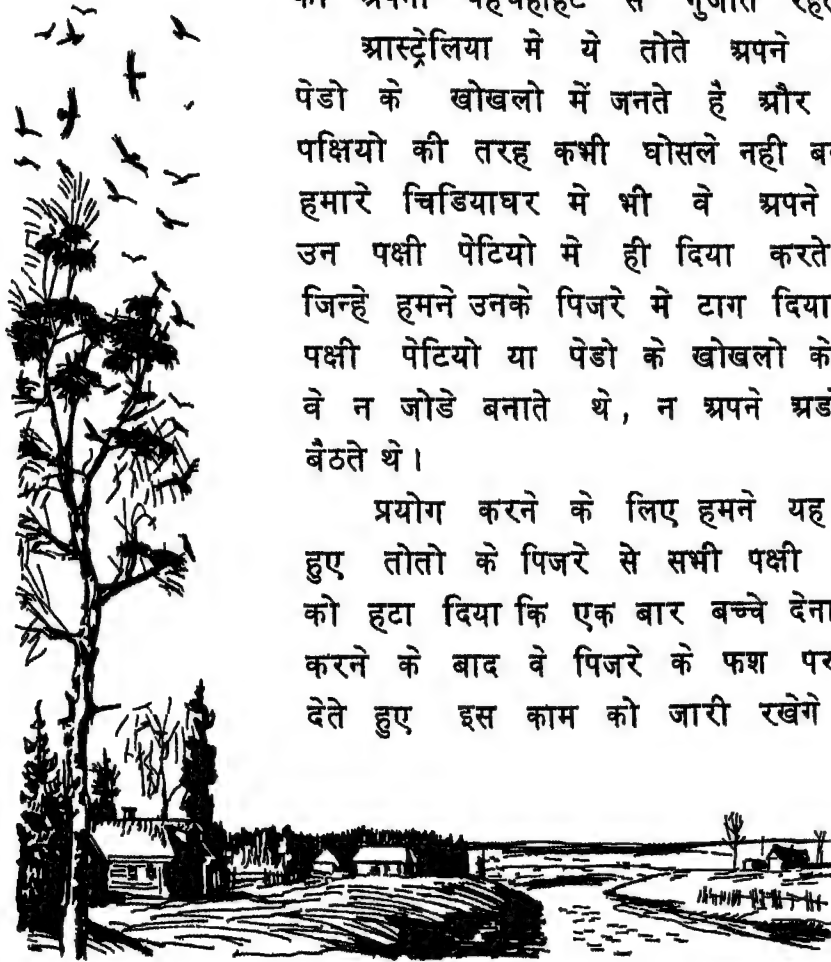 आस्ट्रेलिया मे ये तोते अपने
पेडो के खोखलो में जनते है और
पक्षियो की तरह कभी घोसले नही
हमारे चिडियाघर मे भी वे अपने
उन पक्षी पेटियो मे ही दिया करते
जिन्हे हमने उनके पिजरे में टाग दिया
पक्षी पेटियो या पेडो के खोखलो के
वे न जोडे बनाते थे, न अपने
बैठते थे।
प्रयोग करने के लिए हमने यह
हुए तोतो के पिजरे से सभी पक्षी
को हटा दिया कि एक बार बच्चे देना
करने के बाद वे पिजरे के फश पर
देते हुए इस काम को जारी रखेगे